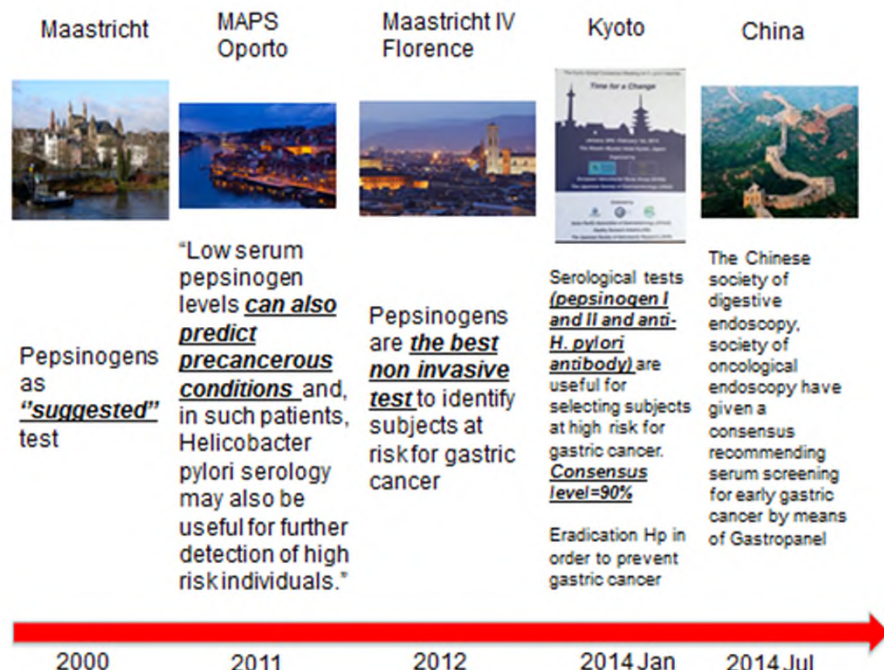 Maastricht
MAPS
Oporto
Maastricht IV
Florence
Kyoto
China
Time for a Change
Pepsinogens
as
"suggested"
test
"Low serum
pepsinogen
levels can also
predict
precancerous
conditions and,
in such patients,
Helicobacter
pylori serology
may also be
useful for further
detection of high
risk individuals."
Pepsinogens
are the best
non invasive
test to identify
subjects at
risk for gastric
cancer
Serological tests
(pepsinogen I
and II and anti-
H. pylori
antibody) are
useful for
selecting subjects
at high risk for
gastric cancer.
Consensus
level=90%
Eradication Hp in
order to prevent
gastric cancer
The Chinese
society of
digestive
endoscopy,
society of
oncological
endoscopy have
given a
consensus
recommending
serum screening
for early gastric
cancer by means
of Gastropanel
2000
2011
2012
2014 Jan
2014 Jul